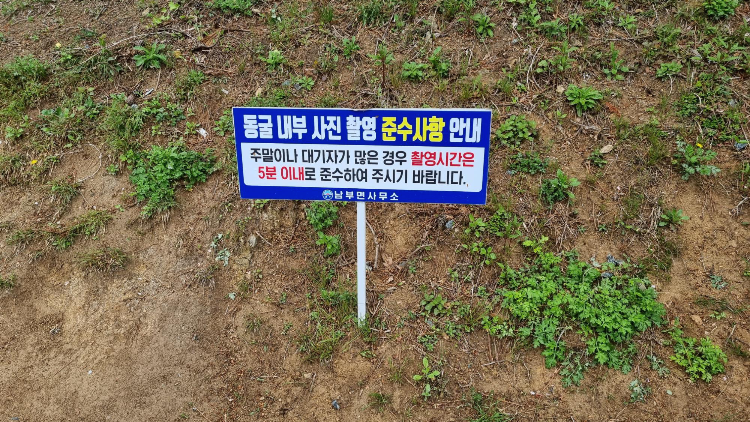 동굴 내부 사진 촬영 준수사항 안내
주말이나 대기자가 많은 경우 촬영시간은
5분 이내로 준수하여 주시기 바랍니다.
남부면사무소